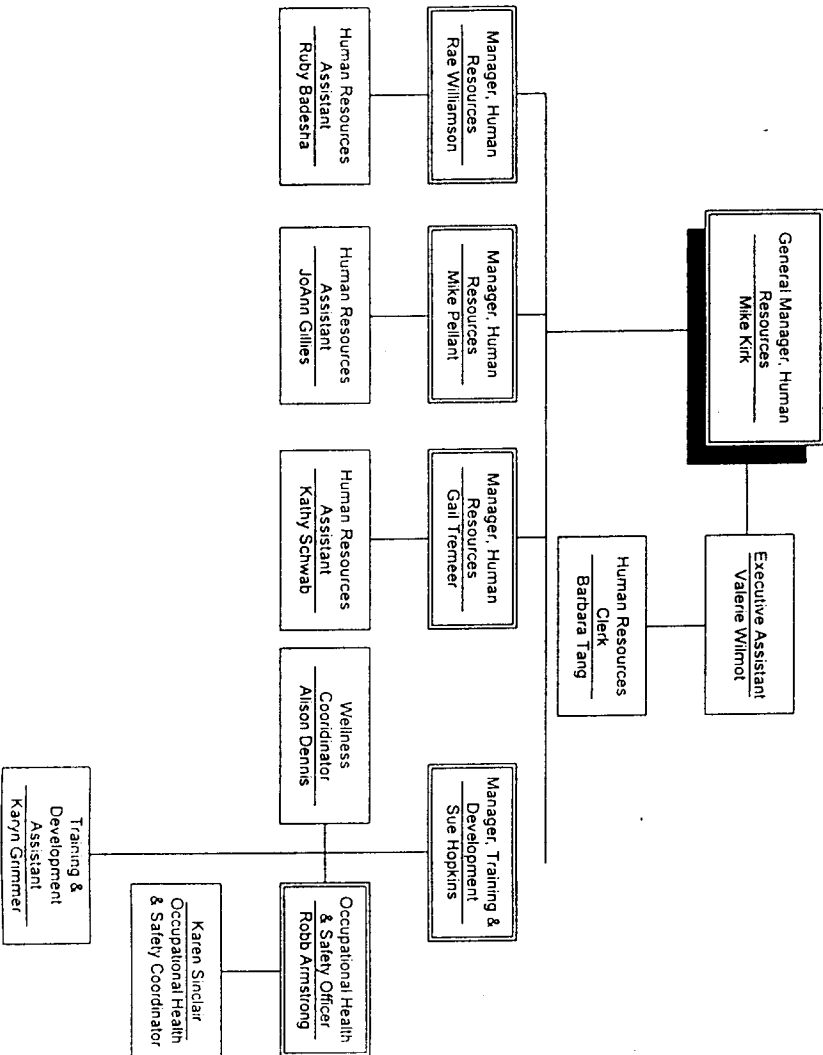 General Manager, Human
Resources
Mike Kirk
Executive Assistant
Valerie Wilmot
Human Resources
Clerk
Barbara Tang
Manager, Human
Resources
Rae Williamson
Manager, Human
Resources
Mike Pellant
Manager, Human
Resources
Gail Tremeer
Manager, Training &
Development
Sue Hopkins
Human Resources
Assistant
Ruby Badesha
Human Resources
Assistant
JoAnn Gillies
Human Resources
Assistant
Kathy Schwab
Wellness
Cooridinator
Alison Dennis
Occupational Health
& Safety Officer
Robb Armstrong
Karen Sinclair
Occupational Health
& Safety Coordinator
Training &
Development
Assistant
Karyn Grimmer